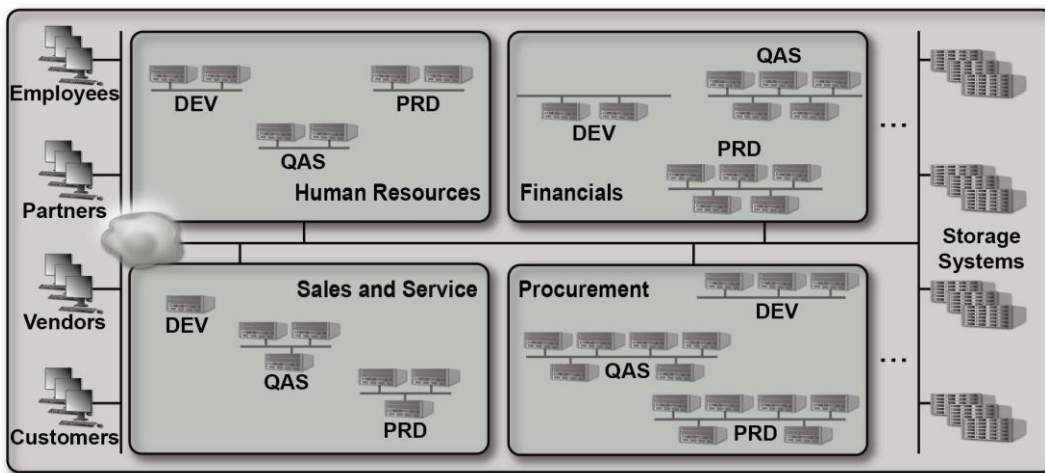 Employees
Partners
Vendors
Customers
DEV
PRD
QAS
Human Resources
QAS
DEV
PRD
Financials
...
Sales and Service
DEV
QAS
PRD
Procurement
DEV
QAS
PRD
...
Storage
Systems